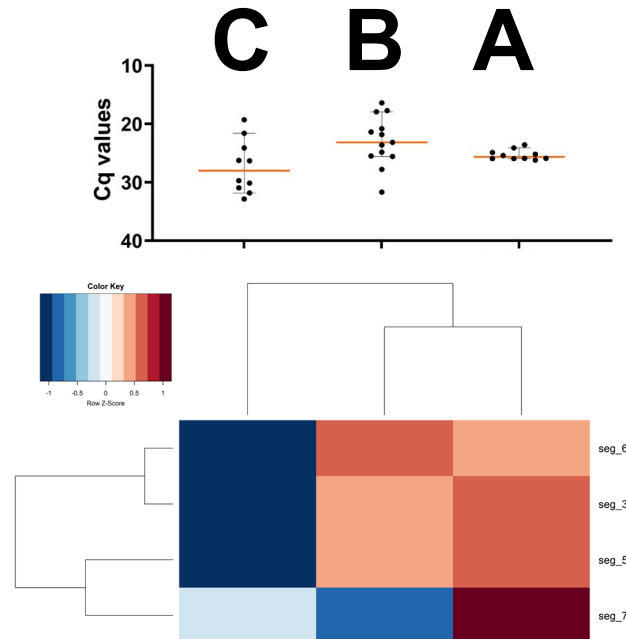 C B A
10
20
30
40
Cq values
Color Key
-1 -0.5 0 0.5 1
Row Z-Score
seg_6
seg_3
seg_5
seg_7